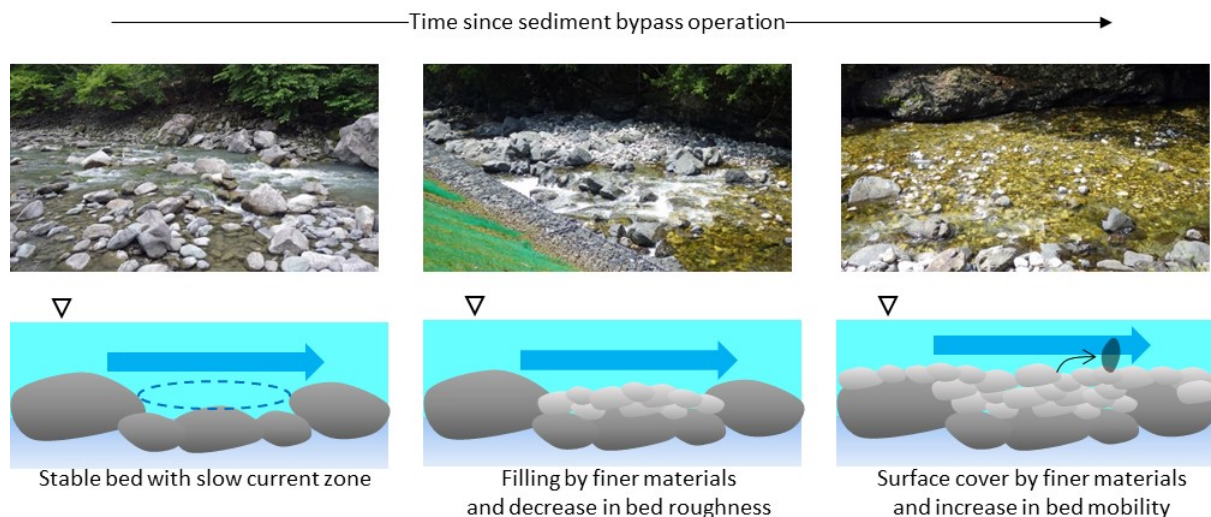 Time since sediment bypass operation
Stable bed with slow current zone
Filling by finer materials
and decrease in bed roughness
Surface cover by finer materials
and increase in bed mobility